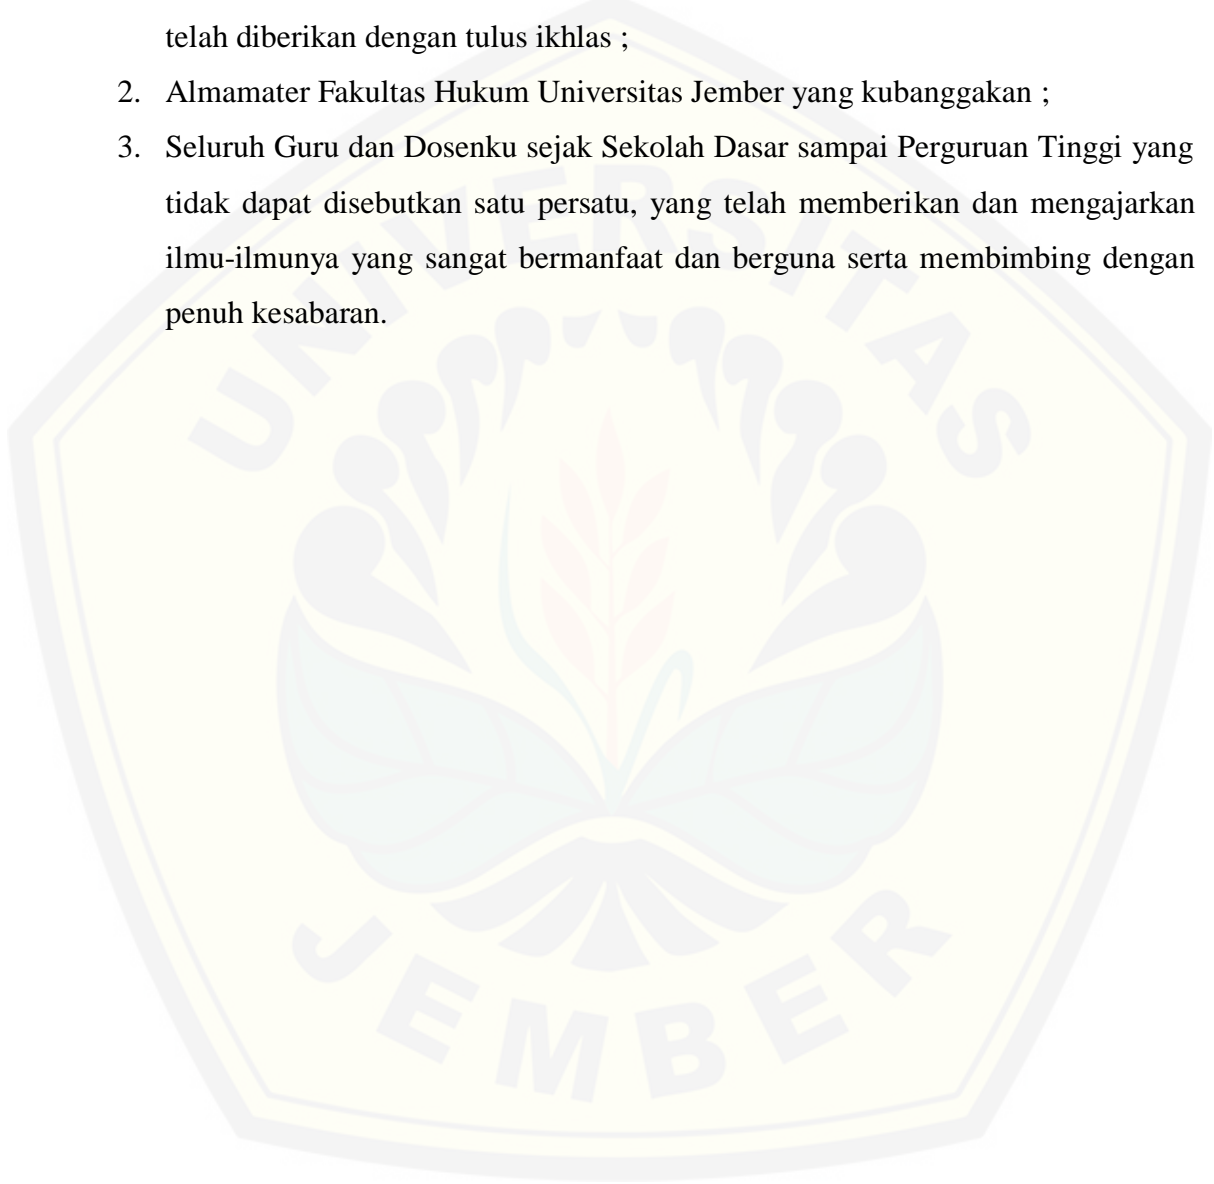 telah diberikan dengan tulus ikhlas ;
2. Almamater Fakultas Hukum Universitas Jember yang kubanggakan ;
3. Seluruh Guru dan Dosenku sejak Sekolah Dasar sampai Perguruan Tinggi yang
tidak dapat disebutkan satu persatu, yang telah memberikan dan mengajarkan
ilmu-ilmunya yang sangat bermanfaat dan berguna serta membimbing dengan
penuh kesabaran.
UNIVERSITAS
JEMBER